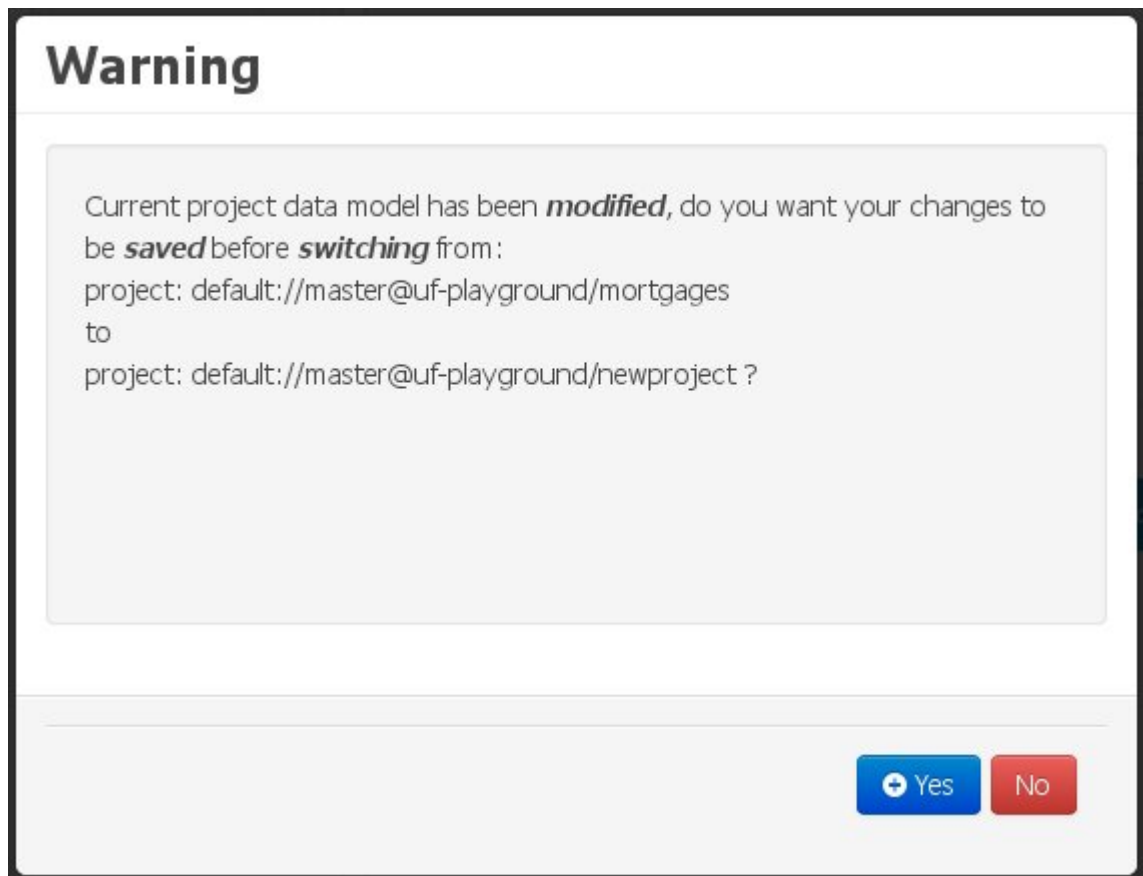 Warning
Current project data model has been modified, do you want your changes to
be saved before switching from:
project: default://master@uf-playground/mortgages
to
project: default://master@uf-playground/newproject ?
Yes
No